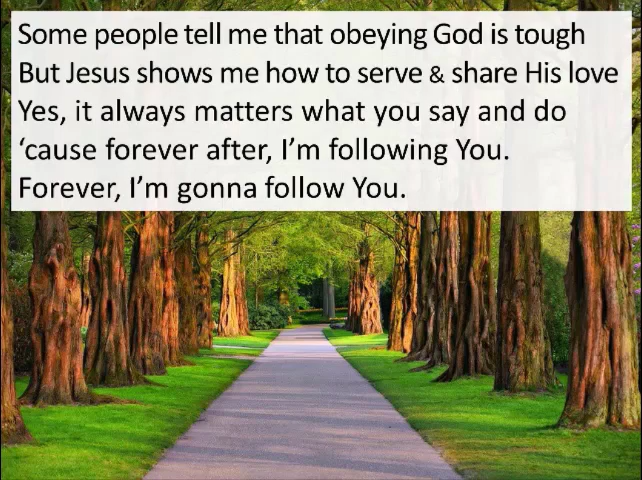 Some people tell me that obeying God is tough
But Jesus shows me how to serve & share His love
Yes, it always matters what you say and do
‘cause forever after, I’m following You.
Forever, I’m gonna follow You.